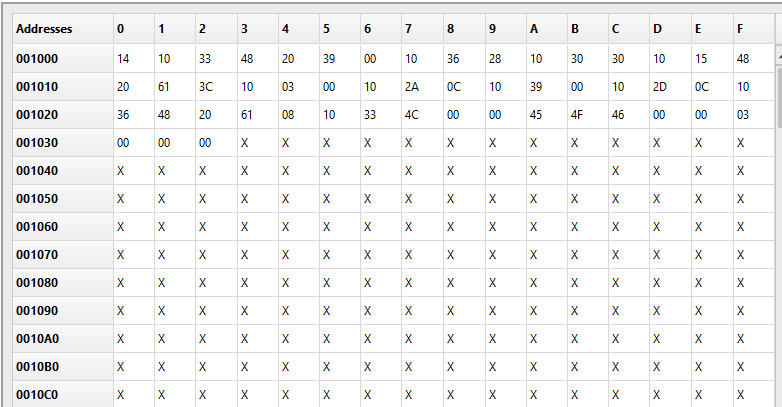 Addresses 0 1 2 3 4 5 6 7 8 9 A B C D E F
001000 14 10 33 48 20 39 00 10 36 28 10 30 30 10 15 48
001010 20 61 3C 10 03 00 10 2A 0C 10 39 00 10 2D 0C 10
001020 36 48 20 61 08 10 33 4C 00 00 45 4F 46 00 00 03
001030 00 00 00 X X X X X X X X X X X X X
001040 X X X X X X X X X X X X X X X X
001050 X X X X X X X X X X X X X X X X
001060 X X X X X X X X X X X X X X X X
001070 X X X X X X X X X X X X X X X X
001080 X X X X X X X X X X X X X X X X
001090 X X X X X X X X X X X X X X X X
0010A0 X X X X X X X X X X X X X X X X
0010B0 X X X X X X X X X X X X X X X X
0010C0 X X X X X X X X X X X X X X X X